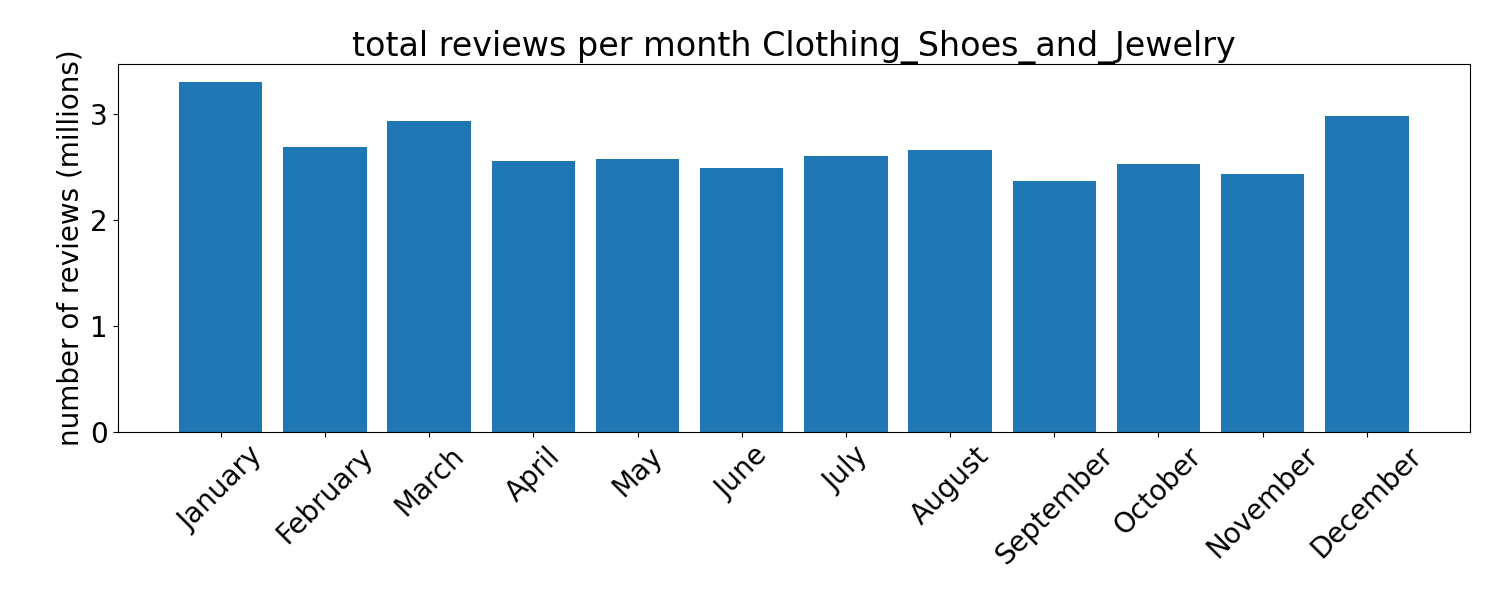 total reviews per month Clothing_Shoes_and_Jewelry
number of reviews (millions)
3
2
1
0
January
February
March
April
May
June
July
August
September
October
November
December